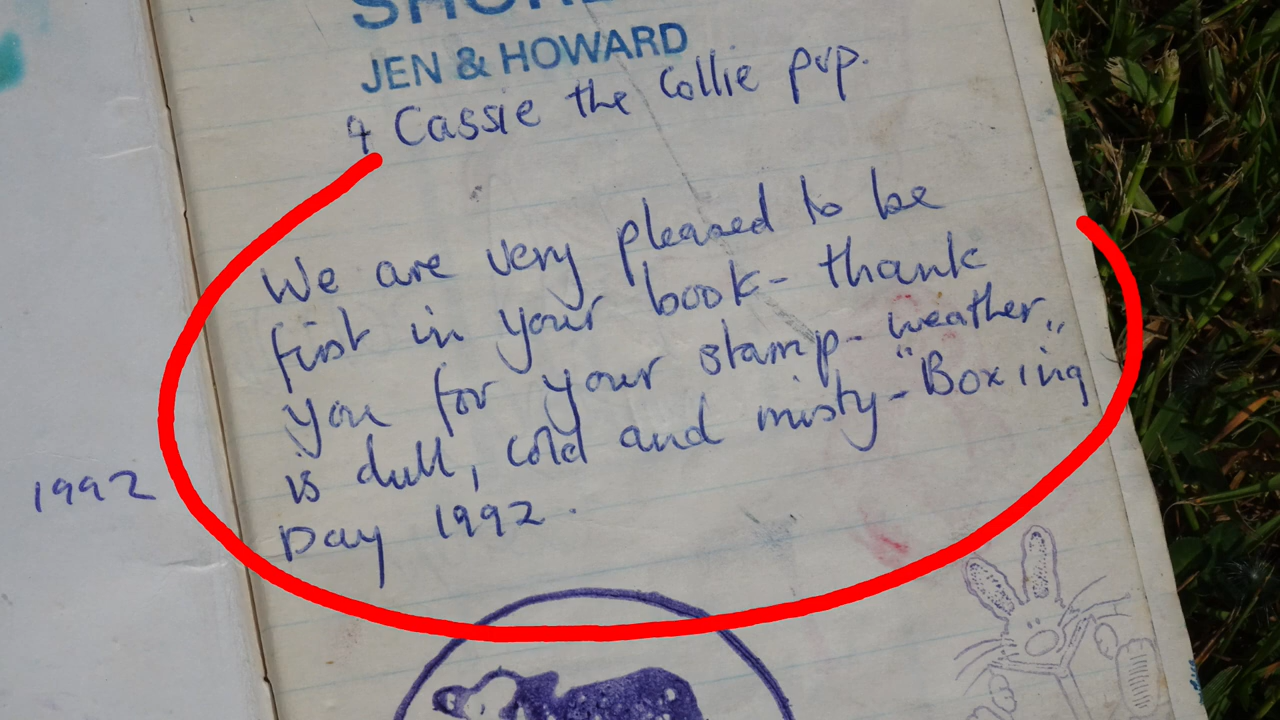 JEN & HOWARD
& Cassie the Collie pup.
We are very pleased to be
first in your book - thank
you for your stamp - weather
is dull, cold and misty - "Boxing
Day 1992."
1992